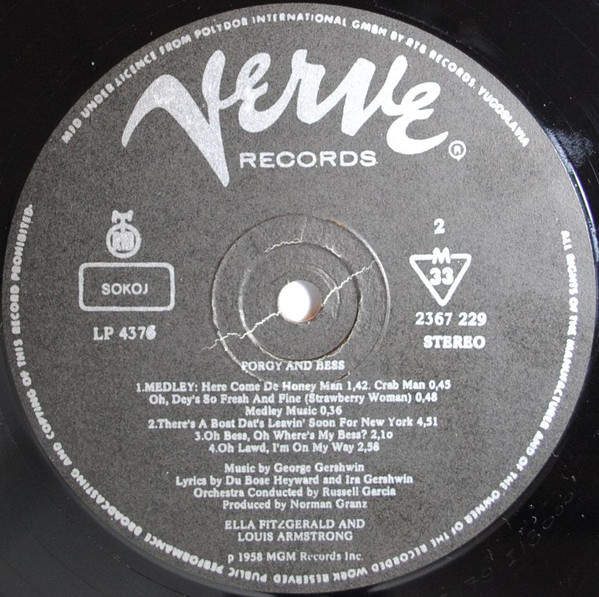 MFD UNDER LICENCE FROM POLYDOR INTERNATIONAL GMBH BY RTB RECORDS, YUGOSLAVIA
VERVE
RECORDS ®
RTB
SOKOJ
LP 4376
2
M
33
2367 229
STEREO
PORGY AND BESS
1.MEDLEY: Here Come De Honey Man 1,42. Crab Man 0,45
Oh, Dey's So Fresh And Fine (Strawberry Woman) 0,48
Medley Music 0,36
2.There's A Boat Dat's Leavin' Soon For New York 4,51
3.Oh Bess, Oh Where's My Bess? 2,1o
4.Oh Lawd, I'm On My Way 2,58
Music by George Gershwin
Lyrics by Du Bose Heyward and Ira Gershwin
Orchestra Conducted by Russell Garcia
Produced by Norman Granz
ELLA FITZGERALD AND
LOUIS ARMSTRONG
p 1958 MGM Records Inc.
ALL RIGHTS OF THE MANUFACTURER AND OF THE OWNER OF THE RECORDED WORK RESERVED PUBLIC PERFORMANCE BROADCASTING AND COPYING OF THIS RECORD PROHIBITED.